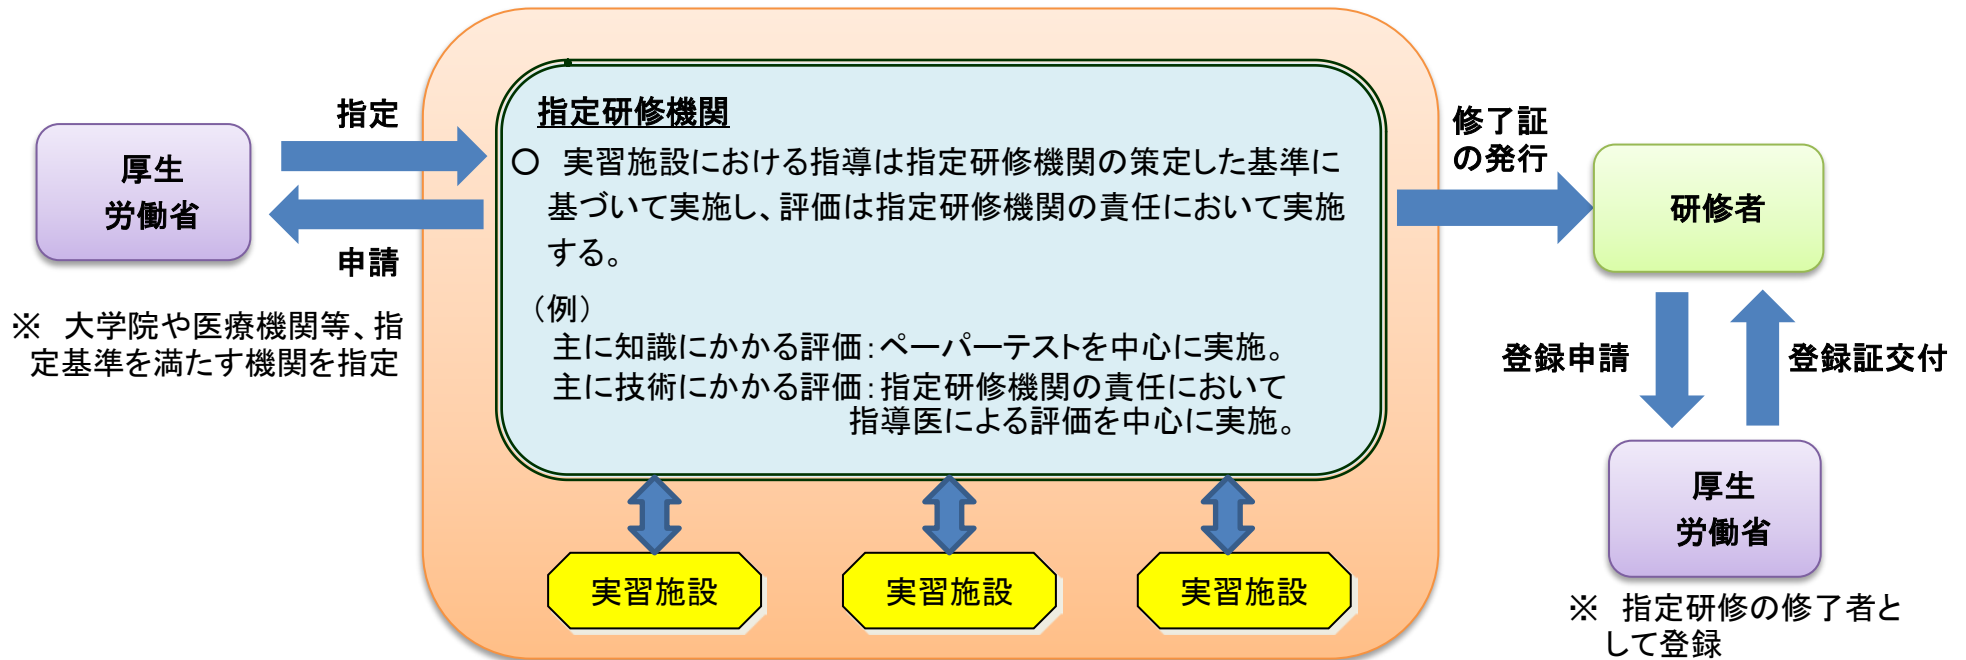 指定
厚生
労働省
申請
※　大学院や医療機関等、指
定基準を満たす機関を指定
指定研修機関
○　実習施設における指導は指定研修機関の策定した基準に
基づいて実施し、評価は指定研修機関の責任において実施
する。
（例）
主に知識にかかる評価：ペーパーテストを中心に実施。
主に技術にかかる評価：指定研修機関の責任において
指導医による評価を中心に実施。
実習施設
実習施設
実習施設
修了証
の発行
研修者
登録申請
登録証交付
厚生
労働省
※　指定研修の修了者と
して登録